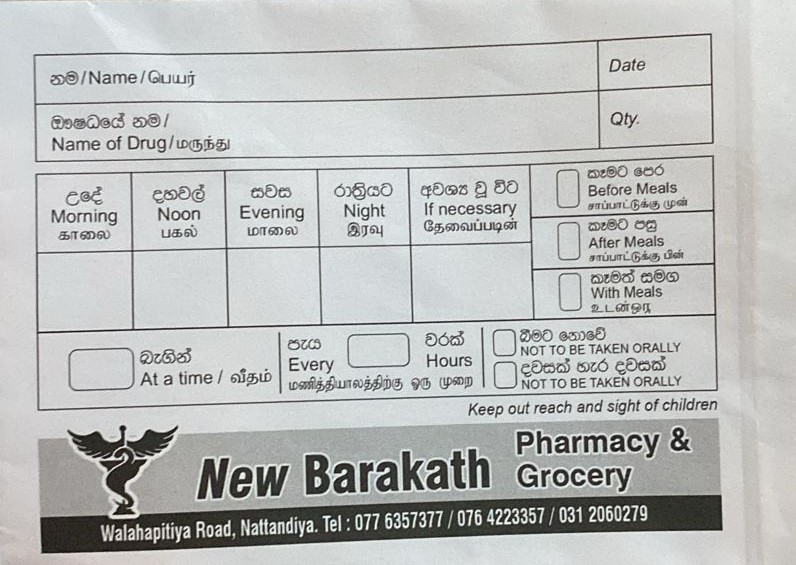 නම/Name/பெயர்
Date
ඖෂධයේ නම/
Name of Drug/மருந்து
Qty.
උදේ
Morning
காலை
දහවල්
Noon
பகல்
සවස
Evening
மாலை
රාත්‍රියට
Night
இரவு
අවශ්‍ය වූ විට
If necessary
தேவைப்படின்
කෑමට පෙර
Before Meals
சாப்பாட்டுக்கு முன்
කෑමට පසු
After Meals
சாப்பாட்டுக்கு பின்
කෑමත් සමග
With Meals
உடன்ஒரு
බැගින්
At a time / வீதம்
පැය
Every
වරක්
Hours
மணித்தியாலத்திற்கு ஒரு முறை
බීමට නොවේ
NOT TO BE TAKEN ORALLY
දවසක් හැර දවසක්
NOT TO BE TAKEN ORALLY
Keep out reach and sight of children
New Barakath
Pharmacy &
Grocery
Walahapitiya Road, Nattandiya. Tel : 077 6357377 / 076 4223357 / 031 2060279